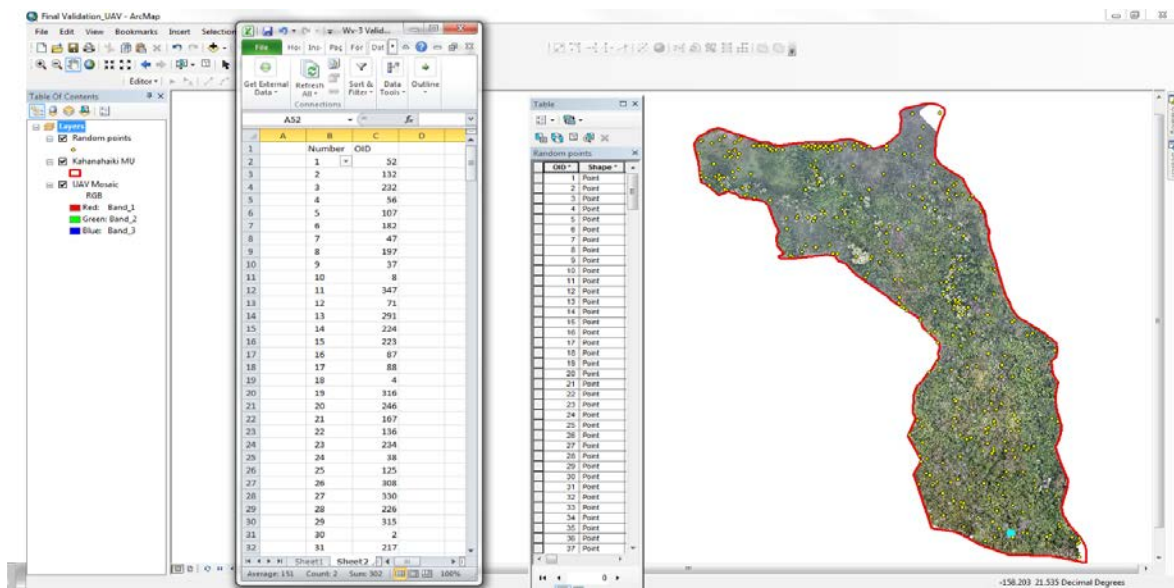 Final Validation_UAV - ArcMap
File Edit View Bookmarks Insert Selection
Editor
Table Of Contents
Layers
Random points
Kahanahaiki MU
UAV Mosaic
RGB
Red: Band_1
Green: Band_2
Blue: Band_3
Wv-3 Valid...
File Ho Ins Pag For Dat
Get External Data Refresh All Sort & Filter Data Tools Outline
Connections
A52 fx
A B C D
1 Number OID
2 1 52
3 2 132
4 3 232
5 4 56
6 5 107
7 6 182
8 7 47
9 8 197
10 9 37
11 10 8
12 11 347
13 12 71
14 13 291
15 14 224
16 15 223
17 16 87
18 17 88
19 18 4
20 19 316
21 20 246
22 21 167
23 22 136
24 23 234
25 24 38
26 25 125
27 26 308
28 27 330
29 28 226
30 29 315
31 30 2
32 31 217
Sheet1 Sheet2
Average: 151 Count: 2 Sum: 302 100%
Table
Random points
OID * Shape *
1 Point
2 Point
3 Point
4 Point
5 Point
6 Point
7 Point
8 Point
9 Point
10 Point
11 Point
12 Point
13 Point
14 Point
15 Point
16 Point
17 Point
18 Point
19 Point
20 Point
21 Point
22 Point
23 Point
24 Point
25 Point
26 Point
27 Point
28 Point
29 Point
30 Point
31 Point
32 Point
33 Point
34 Point
35 Point
36 Point
37 Point
0
-158.203 21.535 Decimal Degrees